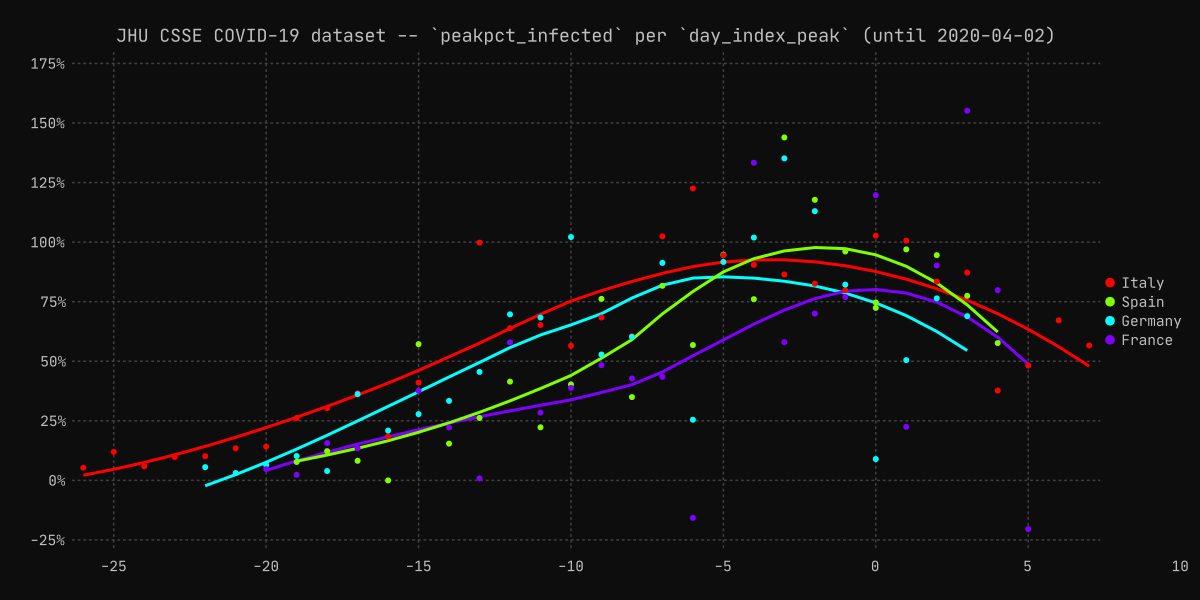 JHU CSSE COVID-19 dataset -- `peakpct_infected` per `day_index_peak` (until 2020-04-02)
175%
150%
125%
100%
75%
50%
25%
0%
-25%
-25 -20 -15 -10 -5 0 5 10
Italy
Spain
Germany
France